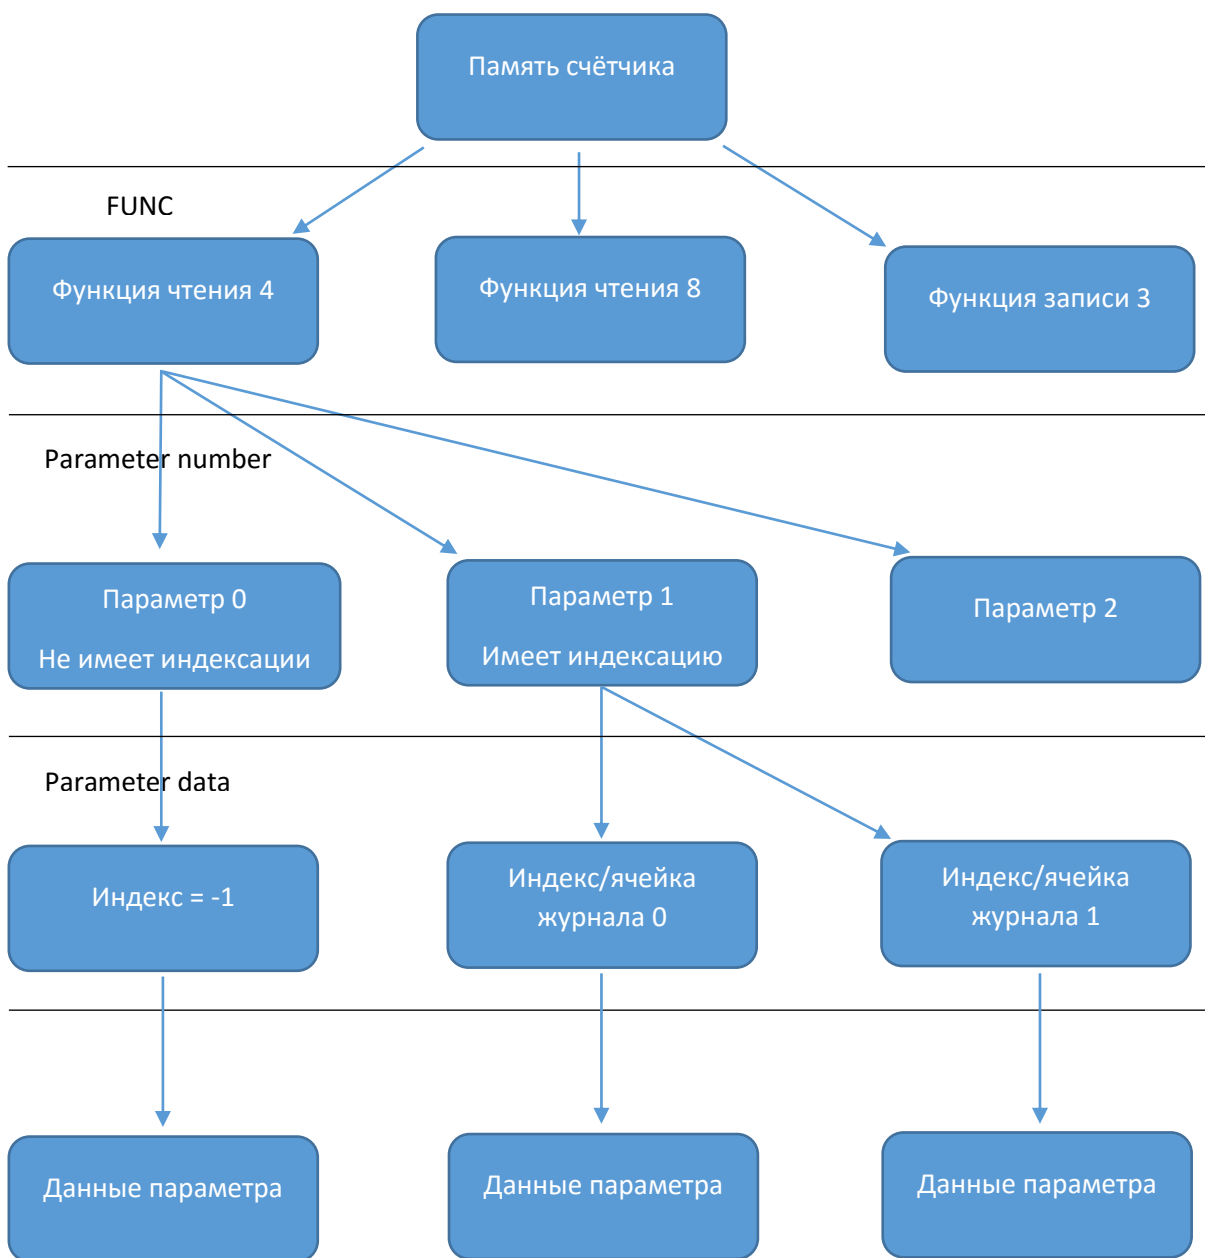 Память счётчика
FUNC
Функция чтения 4
Функция чтения 8
Функция записи 3
Parameter number
Параметр 0
Не имеет индексации
Параметр 1
Имеет индексацию
Параметр 2
Parameter data
Индекс = -1
Индекс/ячейка
журнала 0
Индекс/ячейка
журнала 1
Данные параметра
Данные параметра
Данные параметра